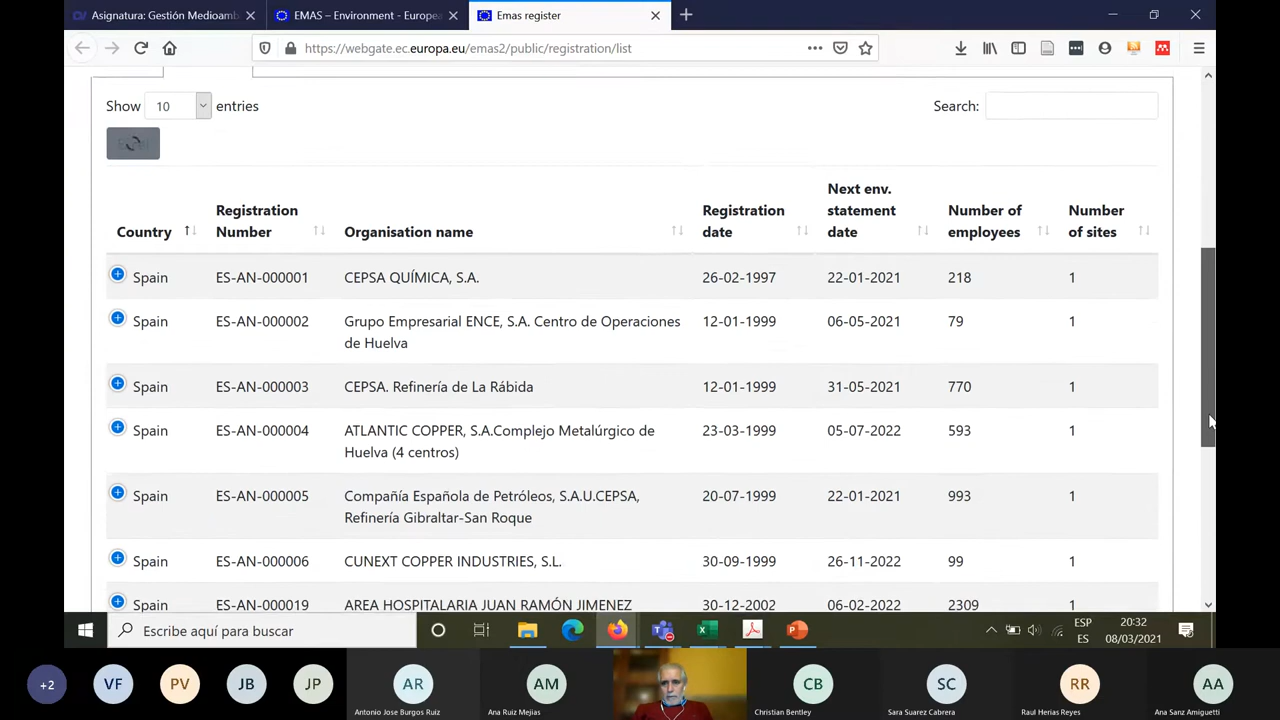 Asignatura: Gestión Medioamb
EMAS – Environment - Europea
Emas register
https://webgate.ec.europa.eu/emas2/public/registration/list
Show 10 entries
Search:
Country
Registration Number
Organisation name
Registration date
Next env. statement date
Number of employees
Number of sites
Spain ES-AN-000001 CEPSA QUÍMICA, S.A. 26-02-1997 22-01-2021 218 1
Spain ES-AN-000002 Grupo Empresarial ENCE, S.A. Centro de Operaciones 12-01-1999 06-05-2021 79 1
de Huelva
Spain ES-AN-000003 CEPSA. Refinería de La Rábida 12-01-1999 31-05-2021 770 1
Spain ES-AN-000004 ATLANTIC COPPER, S.A.Complejo Metalúrgico de 23-03-1999 05-07-2022 593 1
Huelva (4 centros)
Spain ES-AN-000005 Compañía Española de Petróleos, S.A.U.CEPSA, 20-07-1999 22-01-2021 993 1
Refinería Gibraltar-San Roque
Spain ES-AN-000006 CUNEXT COPPER INDUSTRIES, S.L. 30-09-1999 26-11-2022 99 1
Spain ES-AN-000019 AREA HOSPITALARIA JUAN RAMÓN JIMENEZ 30-12-2002 06-02-2022 2309 1
Escribe aquí para buscar
ESP
ES
20:32
08/03/2021
+2 VF PV JB JP AR AM CB SC RR AA
Antonio Jose Burgos Ruiz
Ana Ruiz Mejias
Christian Bentley
Sara Suarez Cabrera
Raul Herias Reyes
Ana Sanz Amiguetti